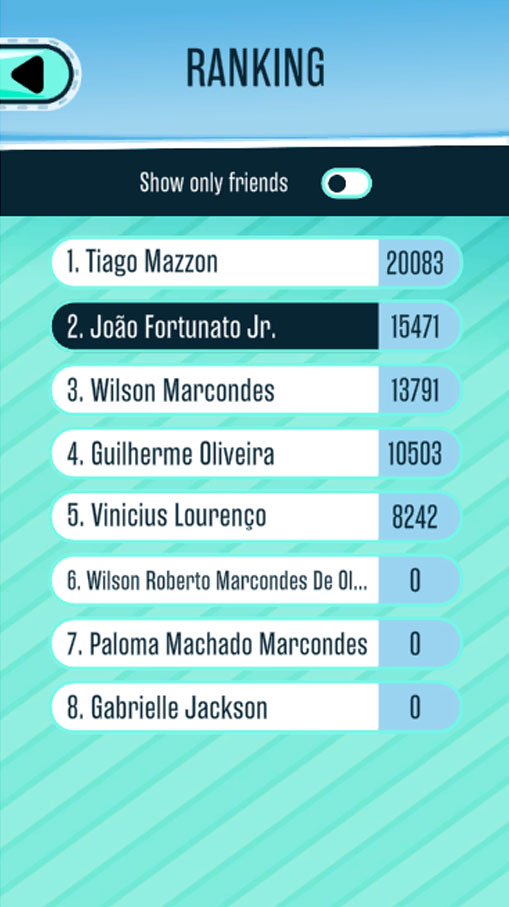 RANKING
Show only friends
1. Tiago Mazzon 20083
2. João Fortunato Jr. 15471
3. Wilson Marcondes 13791
4. Guilherme Oliveira 10503
5. Vinicius Lourenço 8242
6. Wilson Roberto Marcondes De Ol... 0
7. Paloma Machado Marcondes 0
8. Gabrielle Jackson 0